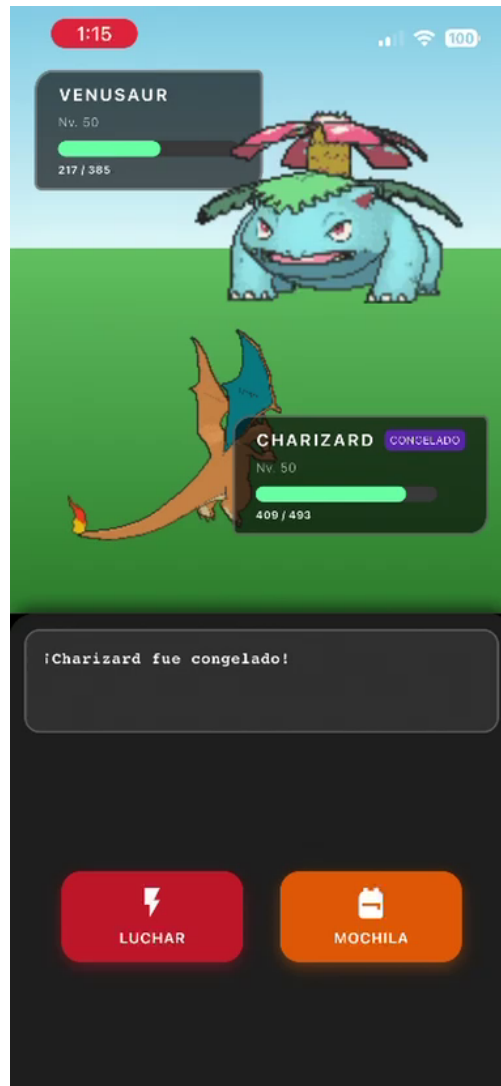 1:15
100
VENUSAUR
Nv. 50
217 / 385
CHARIZARD CONGELADO
Nv. 50
409 / 493
¡Charizard fue congelado!
LUCHAR
MOCHILA